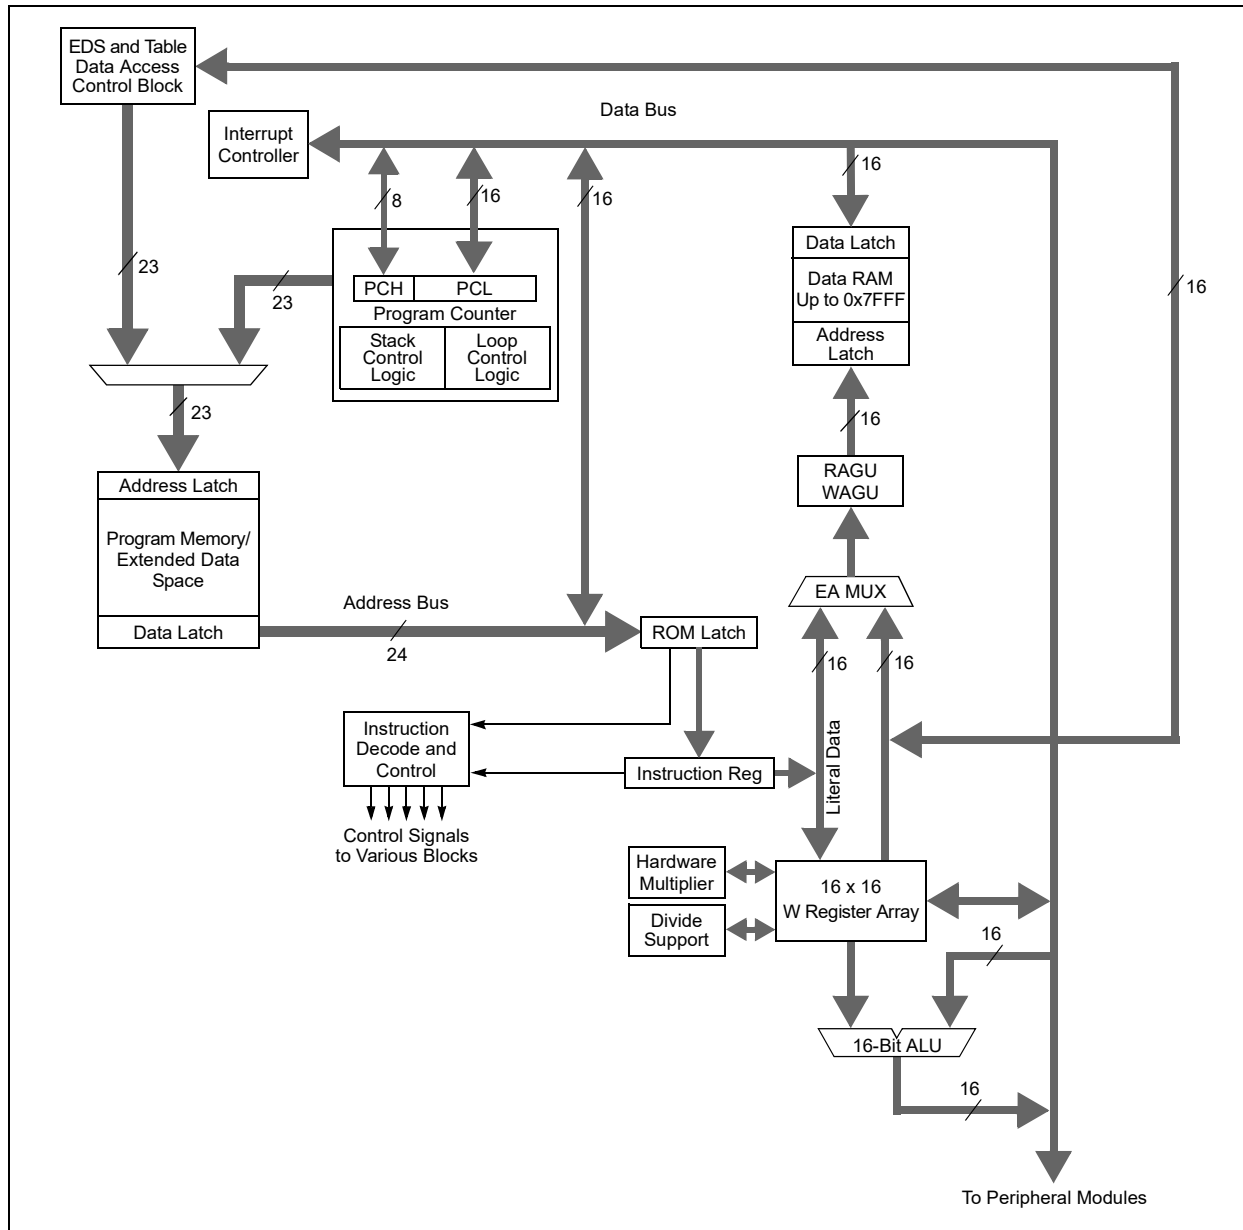 EDS and Table
Data Access
Control Block
Data Bus
Interrupt
Controller
16
8
16
16
Data Latch
Data RAM
Up to 0x7FFF
Address
Latch
23
23
16
PCH
PCL
Program Counter
Stack
Control
Logic
Loop
Control
Logic
23
16
RAGU
WAGU
Address Latch
Program Memory/
Extended Data
Space
Data Latch
EA MUX
Address Bus
24
ROM Latch
16
16
Instruction
Decode and
Control
Instruction Reg
Literal Data
Control Signals
to Various Blocks
Hardware
Multiplier
Divide
Support
16 x 16
W Register Array
16
16-Bit ALU
16
To Peripheral Modules